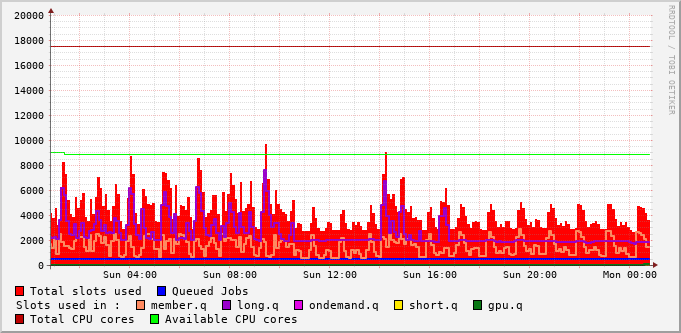 20000
18000
16000
14000
12000
10000
8000
6000
4000
2000
0
Sun 04:00 Sun 08:00 Sun 12:00 Sun 16:00 Sun 20:00 Mon 00:00
RRDTOOL / TOBI OETIKER
Total slots used Queued Jobs
Slots used in : member.q long.q ondemand.q short.q gpu.q
Total CPU cores Available CPU cores